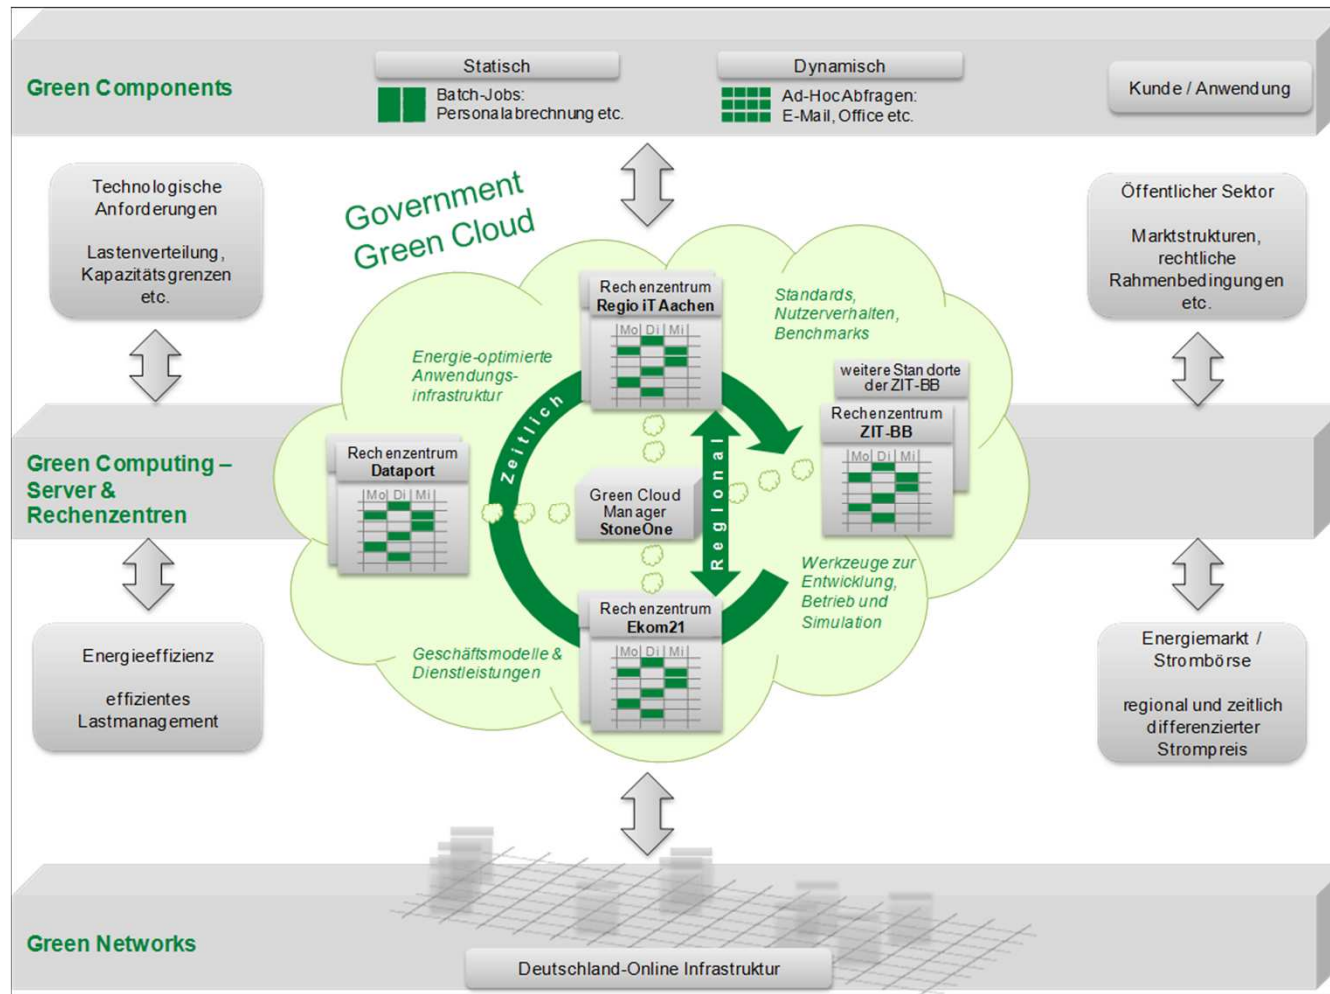 Green Components
Statisch
Batch-Jobs:
Personalabrechnung etc.
Dynamisch
Ad-Hoc Abfragen:
E-Mail, Office etc.
Kunde / Anwendung
Technologische
Anforderungen
Lastenverteilung,
Kapazitätsgrenzen
etc.
Government
Green Cloud
Öffentlicher Sektor
Marktstrukturen,
rechtliche
Rahmenbedingungen
etc.
Rechenzentrum
Regio iT Aachen
Mo Di Mi
Standards,
Nutzerverhalten,
Benchmarks
Energie-optimierte
Anwendungs-
infrastruktur
weitere Standorte
der ZIT-BB
Rechenzentrum
ZIT-BB
Mo Di Mi
Zeitlich
Regional
Green Computing –
Server &
Rechenzentren
Rechenzentrum
Dataport
Mo Di Mi
Green Cloud
Manager
StoneOne
Werkzeuge zur
Entwicklung,
Betrieb und
Simulation
Rechenzentrum
Ekom21
Mo Di Mi
Geschäftsmodelle &
Dienstleistungen
Energieeffizienz
effizientes
Lastmanagement
Energiemarkt /
Strombörse
regional und zeitlich
differenzierter
Strompreis
Green Networks
Deutschland-Online Infrastruktur